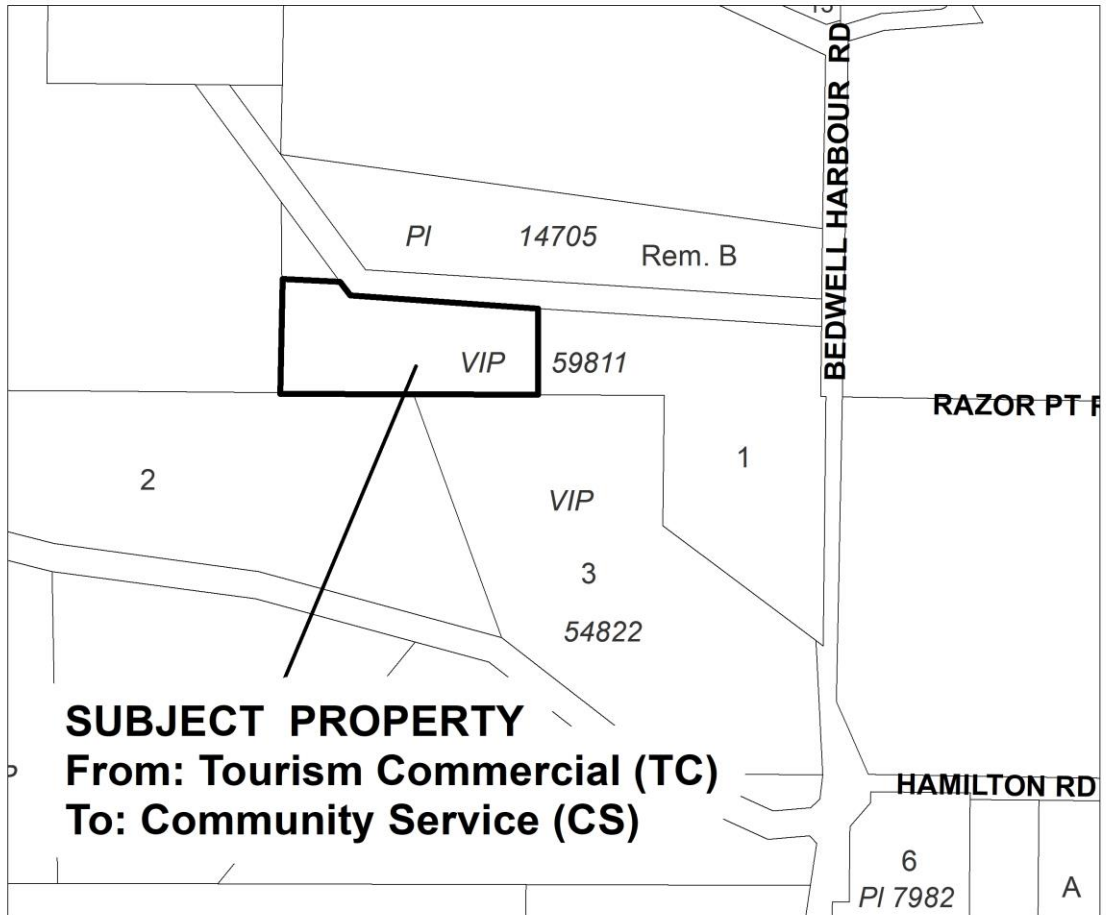 BEDWELL HARBOUR RD
Pl 14705 Rem. B
VIP 59811
RAZOR PT
2
1
VIP
3
54822
SUBJECT PROPERTY
From: Tourism Commercial (TC)
To: Community Service (CS)
HAMILTON RD
6
Pl 7982
A